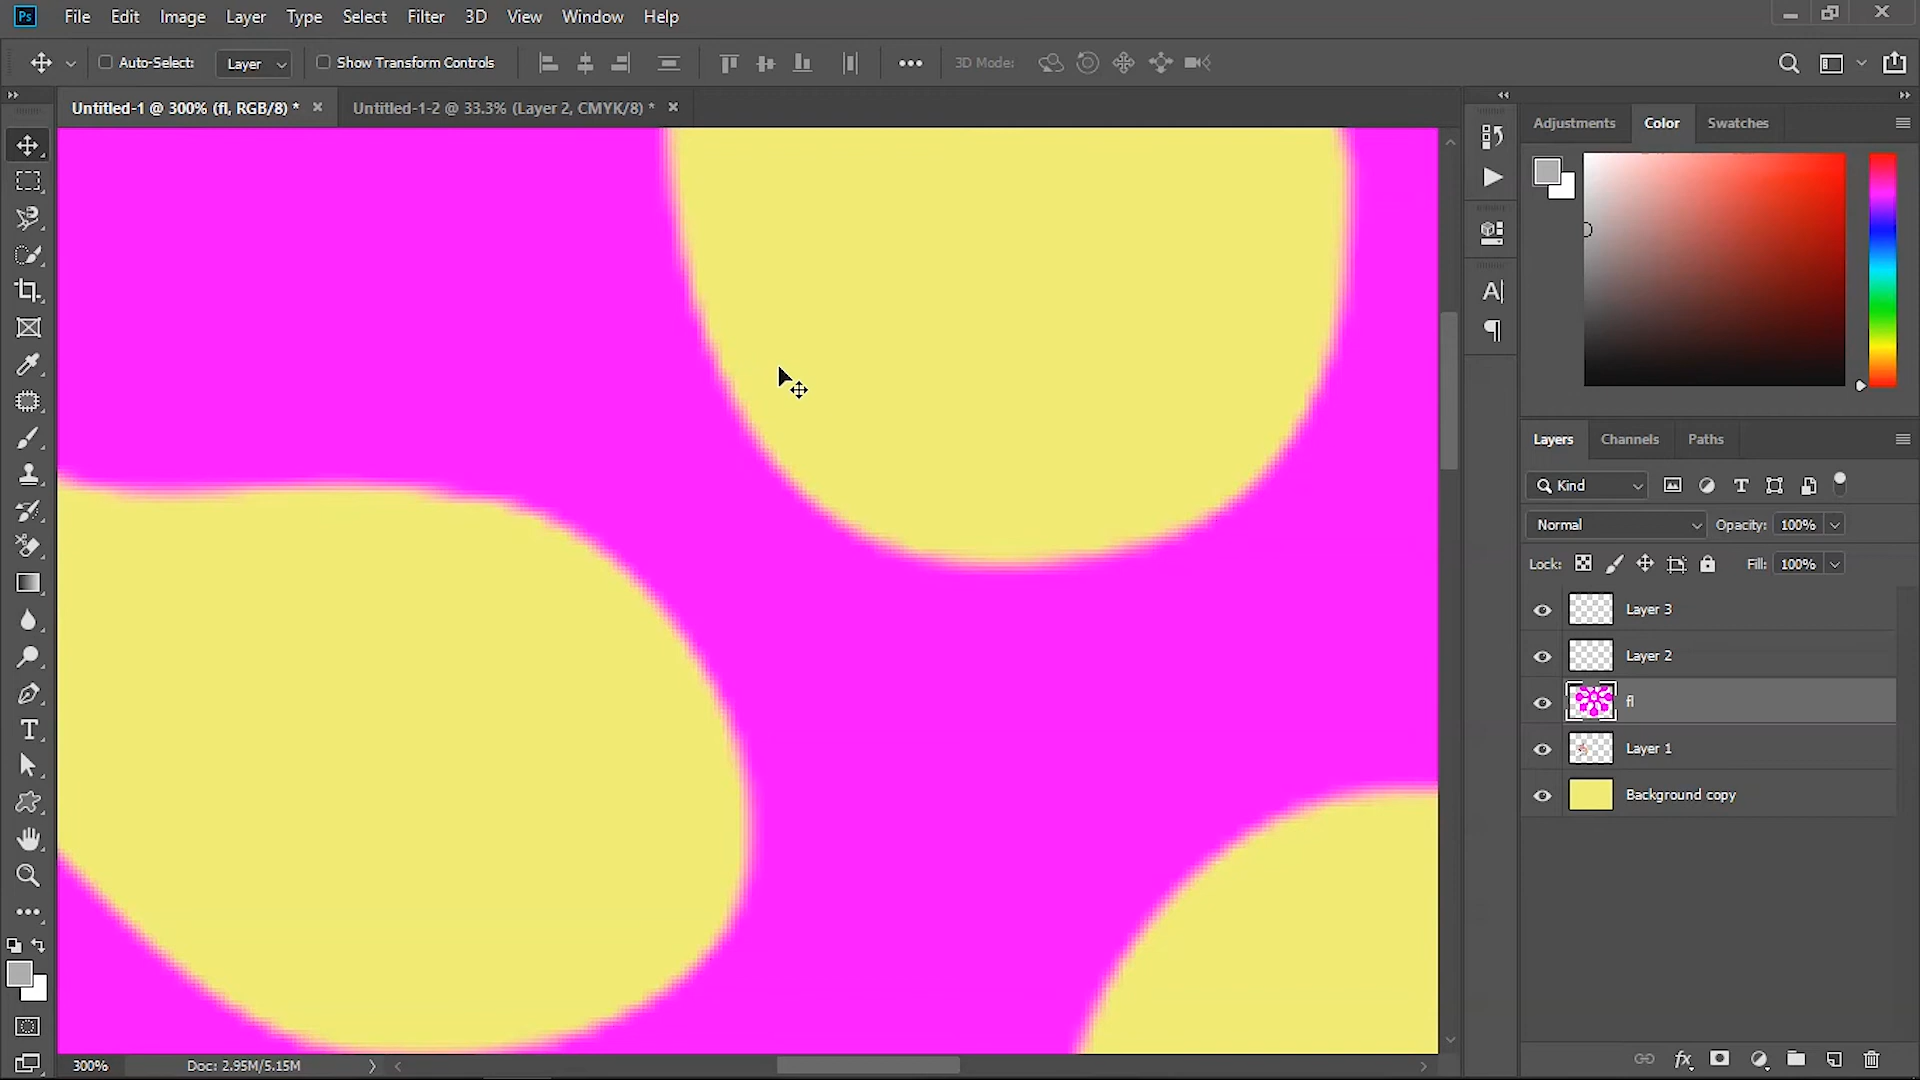 Ps File Edit Image Layer Type Select Filter 3D View Window Help
Auto-Select: Layer Show Transform Controls 3D Mode:
Untitled-1 @ 300% (fl, RGB/8) * Untitled-1-2 @ 33.3% (Layer 2, CMYK/8) *
Adjustments Color Swatches
Layers Channels Paths
Kind
Normal Opacity: 100%
Lock: Fill: 100%
Layer 3
Layer 2
fl
Layer 1
Background copy
300% Doc: 2.95M/5.15M